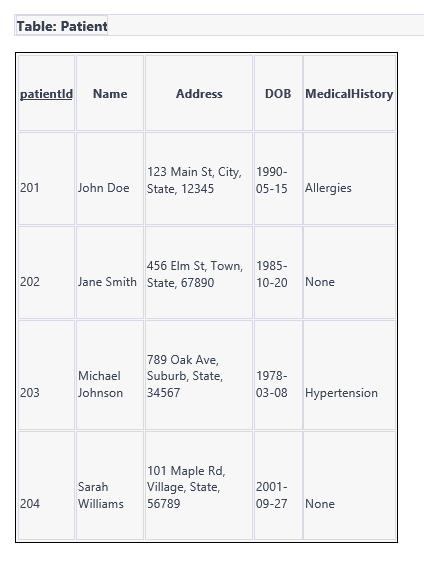 Table: Patient
patientId Name Address DOB MedicalHistory
123 Main St, City, 1990-
201 John Doe State, 12345 05-15 Allergies
456 Elm St, Town, 1985-
202 Jane Smith State, 67890 10-20 None
789 Oak Ave,
Michael Suburb, State, 1978-
203 Johnson 34567 03-08 Hypertension
101 Maple Rd,
Sarah Village, State, 2001-
204 Williams 56789 09-27 None